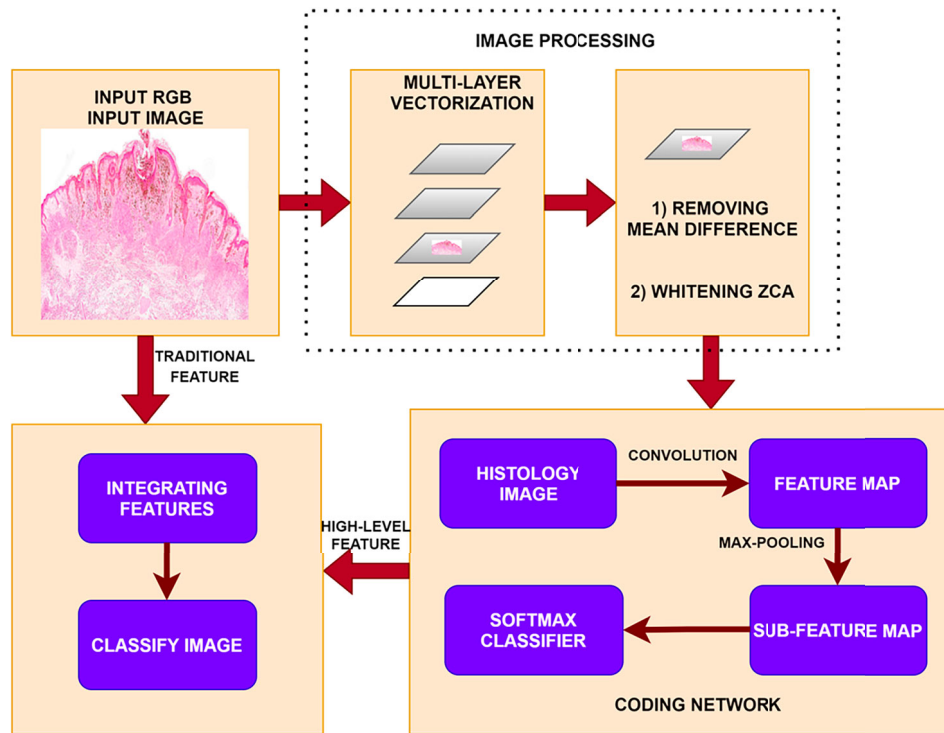 IMAGE PROCESSING
INPUT RGB
INPUT IMAGE
MULTI-LAYER
VECTORIZATION
1) REMOVING
MEAN DIFFERENCE
2) WHITENING ZCA
TRADITIONAL
FEATURE
INTEGRATING
FEATURES
CLASSIFY IMAGE
HIGH-LEVEL
FEATURE
HISTOLOGY
IMAGE
CONVOLUTION
FEATURE MAP
MAX-POOLING
SUB-FEATURE MAP
SOFTMAX
CLASSIFIER
CODING NETWORK